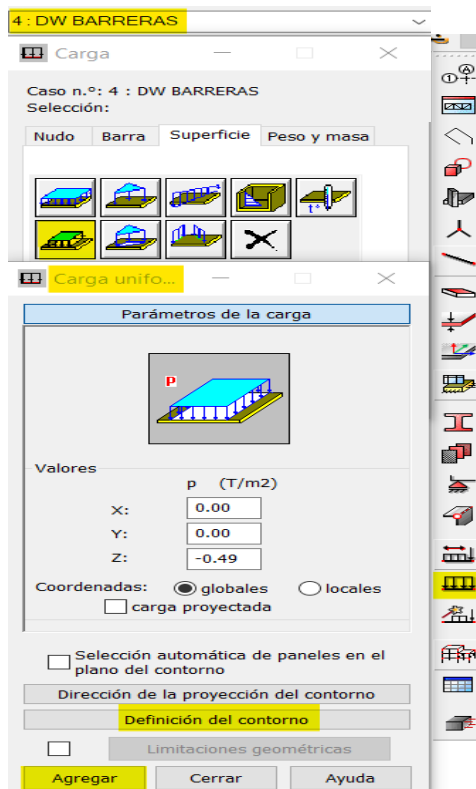 4 : DW BARRERAS
Carga
Caso n.º: 4 : DW BARRERAS
Selección:
Nudo Barra Superficie Peso y masa
t°
Carga unifo...
Parámetros de la carga
P
Valores
p (T/m2)
X: 0.00
Y: 0.00
Z: -0.49
Coordenadas: globales locales
carga proyectada
Selección automática de paneles en el
plano del contorno
Dirección de la proyección del contorno
Definición del contorno
Limitaciones geométricas
Agregar Cerrar Ayuda